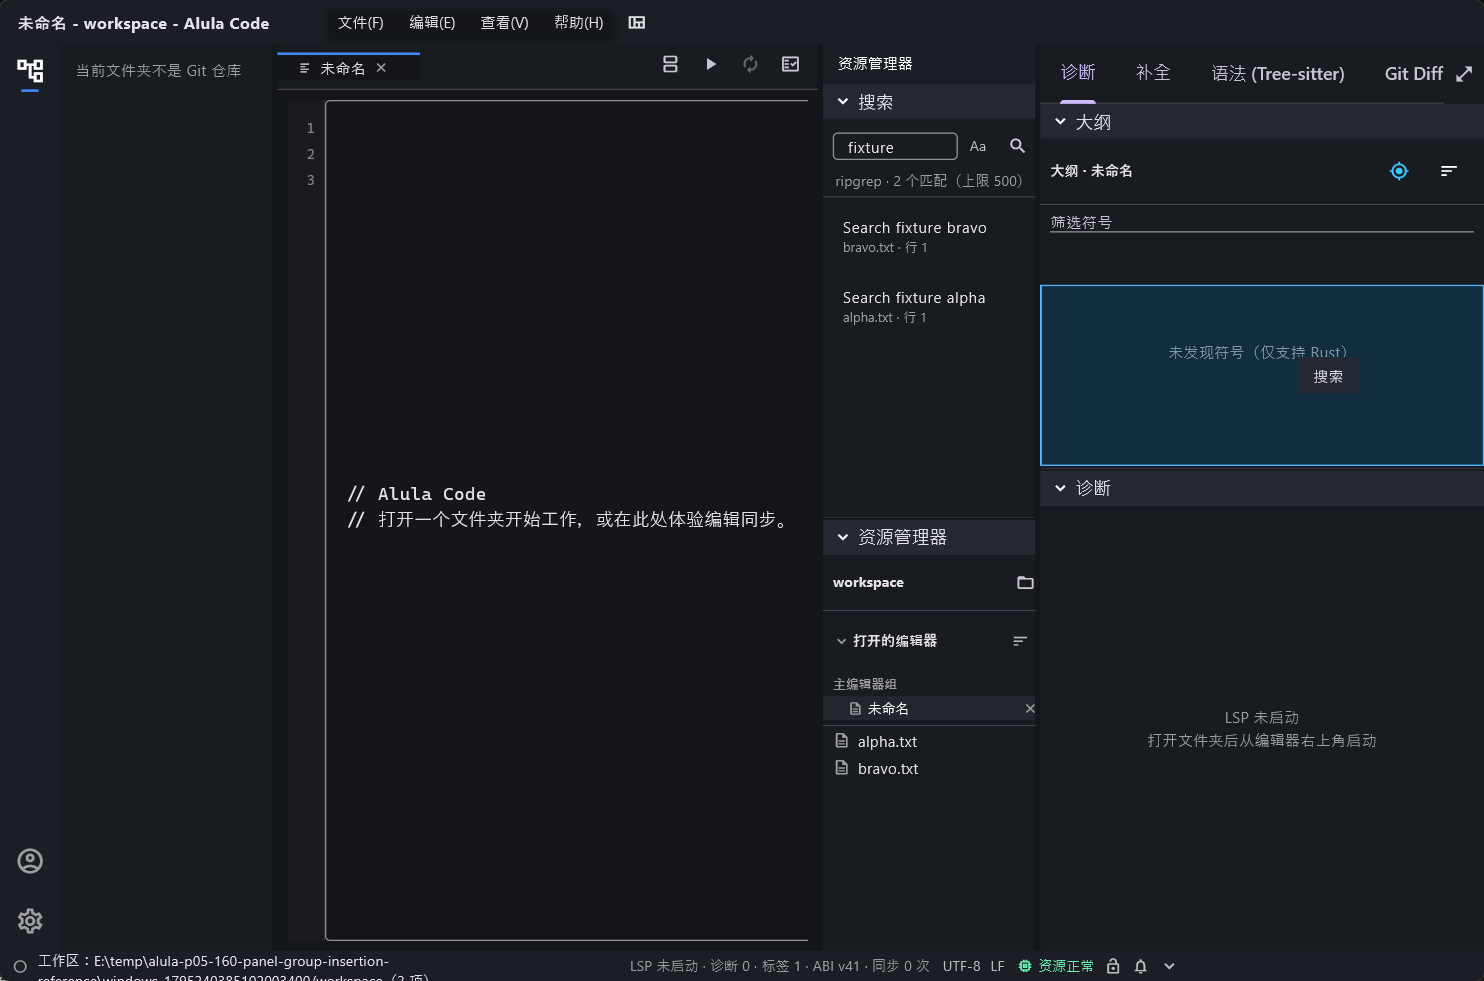 未命名 - workspace - Alula Code
文件(F) 编辑(E) 查看(V) 帮助(H)
当前文件夹不是 Git 仓库
未命名
1
2
3
// Alula Code
// 打开一个文件夹开始工作，或在此处体验编辑同步。
资源管理器
搜索
fixture Aa
ripgrep · 2 个匹配（上限 500）
Search fixture bravo
bravo.txt · 行 1
Search fixture alpha
alpha.txt · 行 1
资源管理器
workspace
打开的编辑器
主编辑器组
未命名
alpha.txt
bravo.txt
诊断 补全 语法 (Tree-sitter) Git Diff
大纲
大纲 · 未命名
筛选符号
未发现符号（仅支持 Rust）
搜索
诊断
LSP 未启动
打开文件夹后从编辑器右上角启动
工作区：E:\temp\alula-p05-160-panel-group-insertion-
reference\windows-1795240385102003400/workspace（2 项）
LSP 未启动 · 诊断 0 · 标签 1 · ABI v41 · 同步 0 次 UTF-8 LF 资源正常